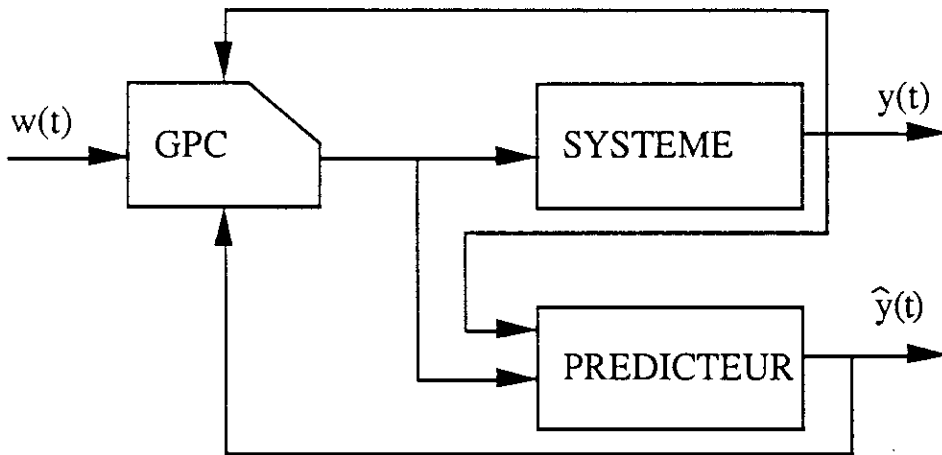 w(t)
GPC
SYSTEME
y(t)
PREDICTEUR
ŷ(t)